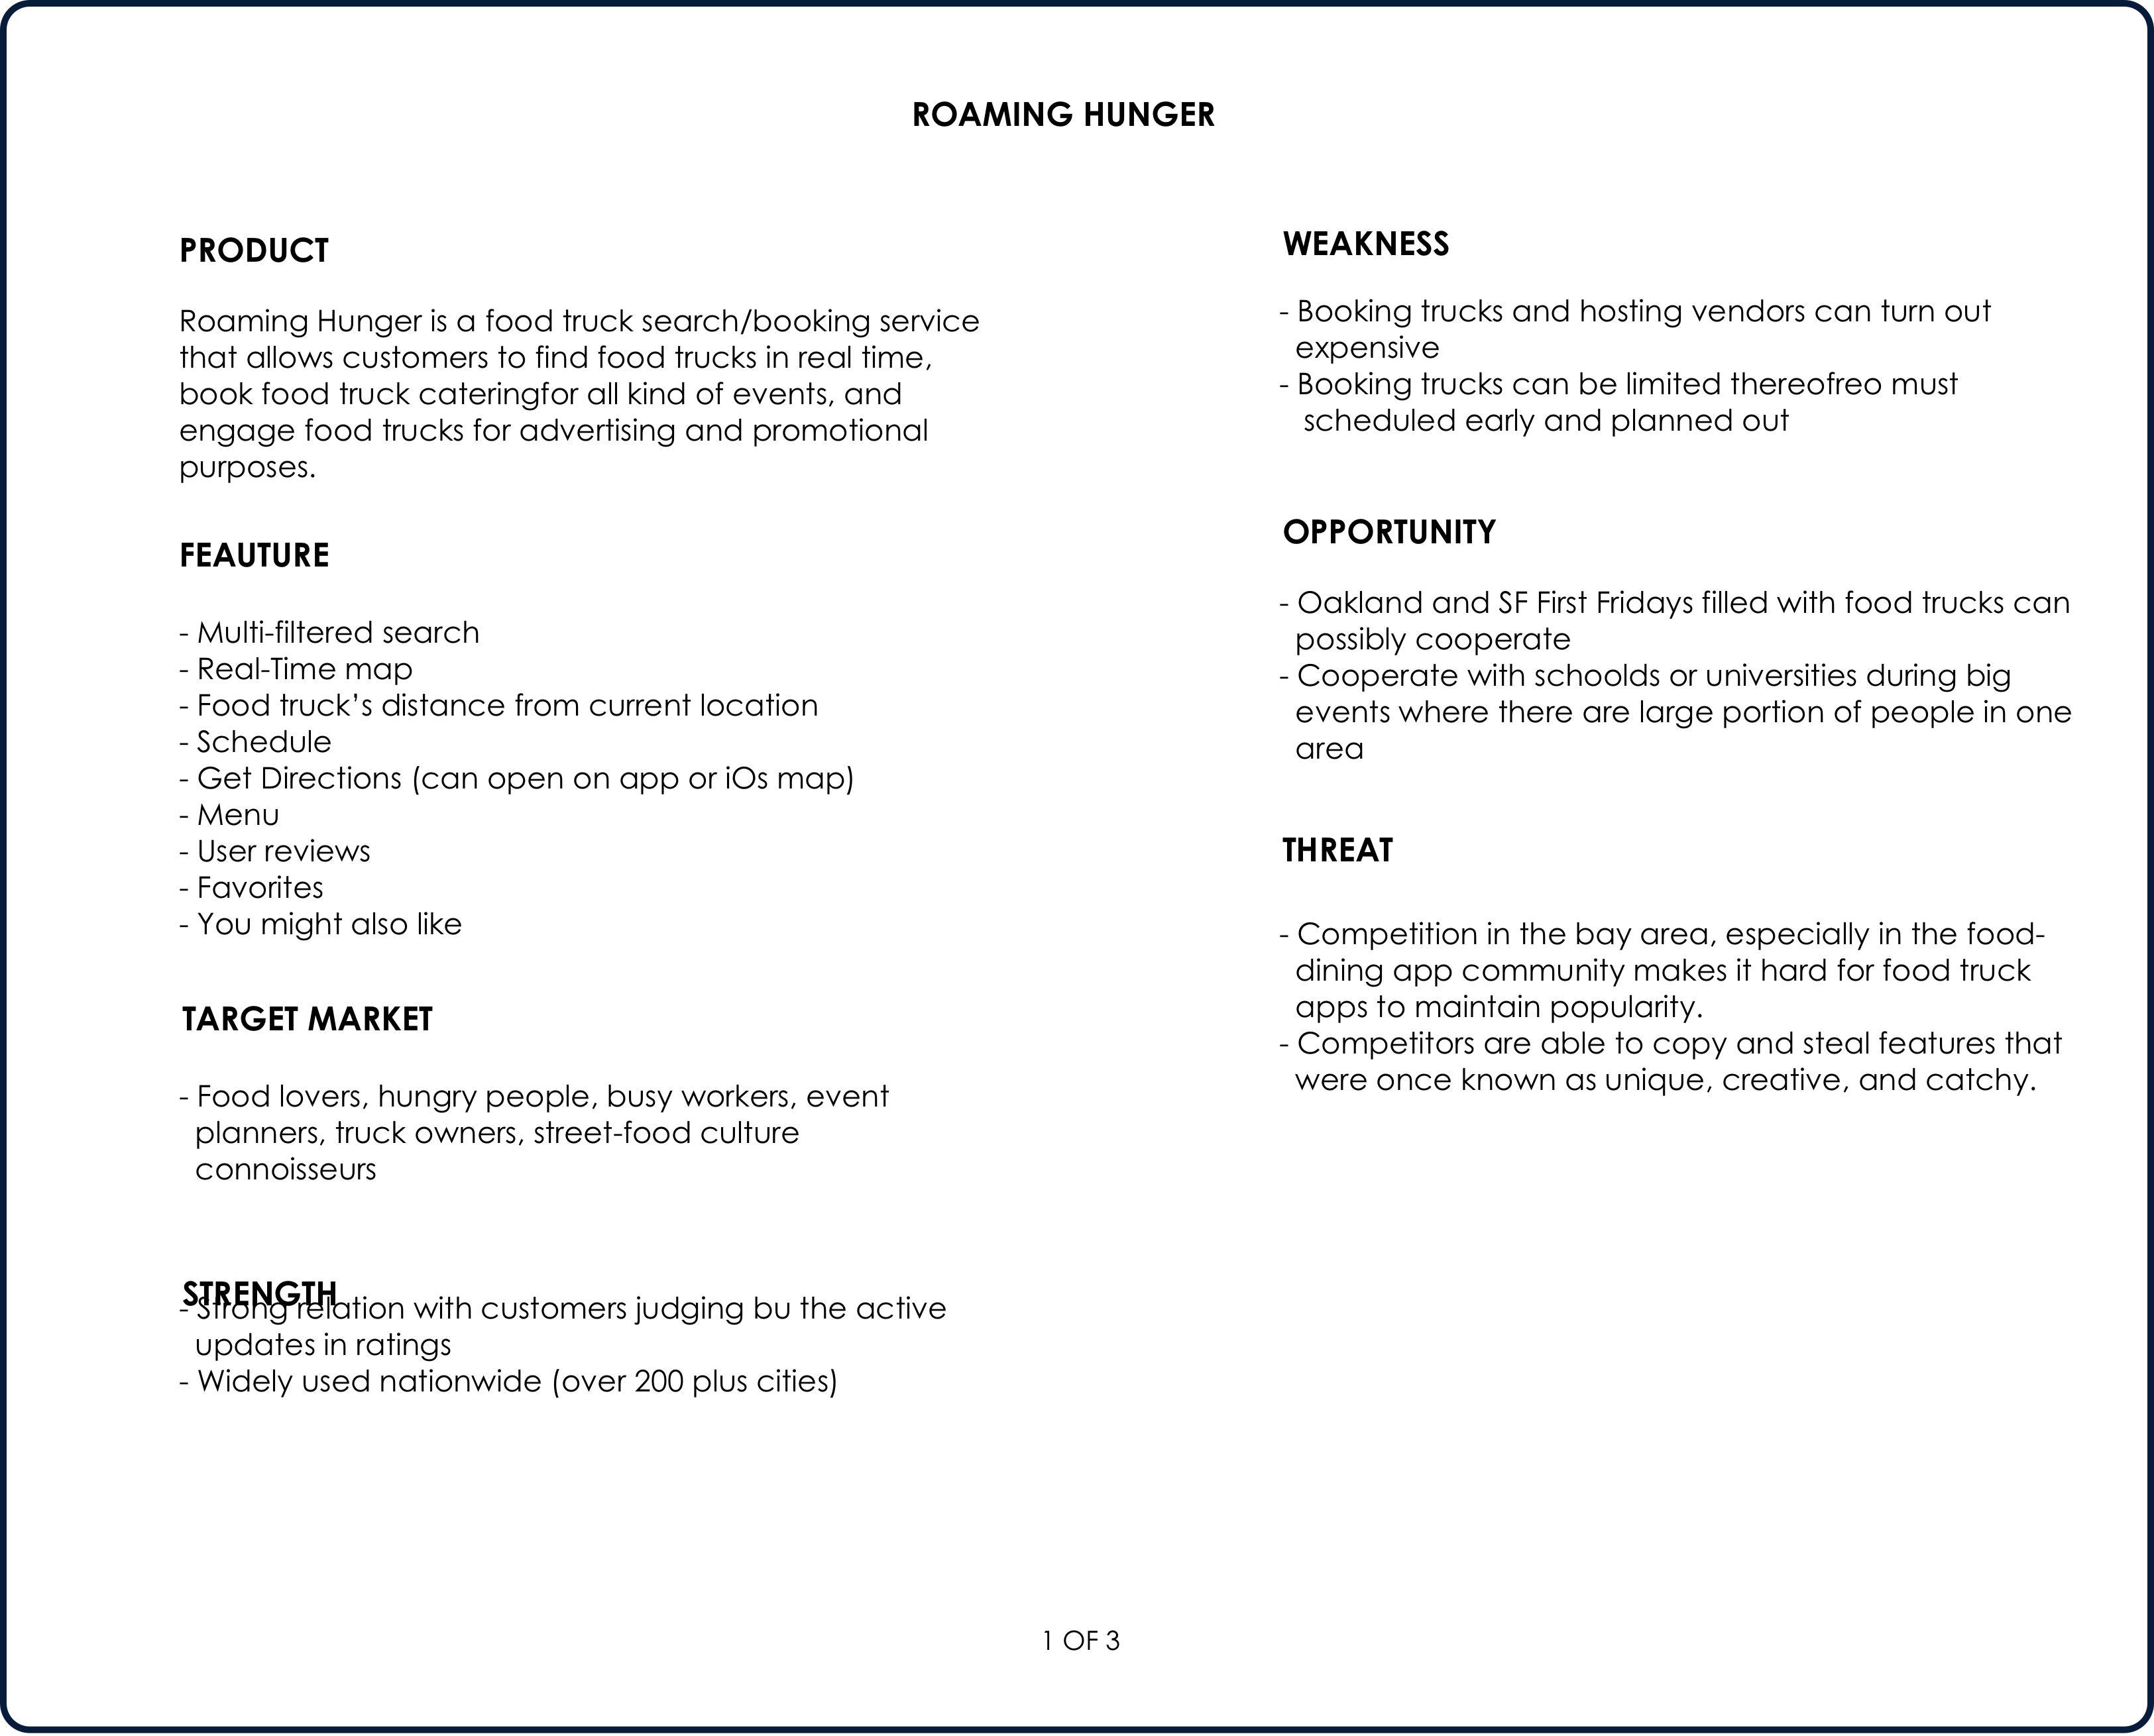 ROAMING HUNGER
PRODUCT
Roaming Hunger is a food truck search/booking service
that allows customers to find food trucks in real time,
book food truck cateringfor all kind of events, and
engage food trucks for advertising and promotional
purposes.
FEAUTURE
- Multi-filtered search
- Real-Time map
- Food truck’s distance from current location
- Schedule
- Get Directions (can open on app or iOs map)
- Menu
- User reviews
- Favorites
- You might also like
TARGET MARKET
- Food lovers, hungry people, busy workers, event
planners, truck owners, street-food culture
connoisseurs
STRENGTH
- Strong relation with customers judging bu the active
updates in ratings
- Widely used nationwide (over 200 plus cities)
WEAKNESS
- Booking trucks and hosting vendors can turn out
expensive
- Booking trucks can be limited thereofreo must
scheduled early and planned out
OPPORTUNITY
- Oakland and SF First Fridays filled with food trucks can
possibly cooperate
- Cooperate with schoolds or universities during big
events where there are large portion of people in one
area
THREAT
- Competition in the bay area, especially in the food-
dining app community makes it hard for food truck
apps to maintain popularity.
- Competitors are able to copy and steal features that
were once known as unique, creative, and catchy.
1 OF 3